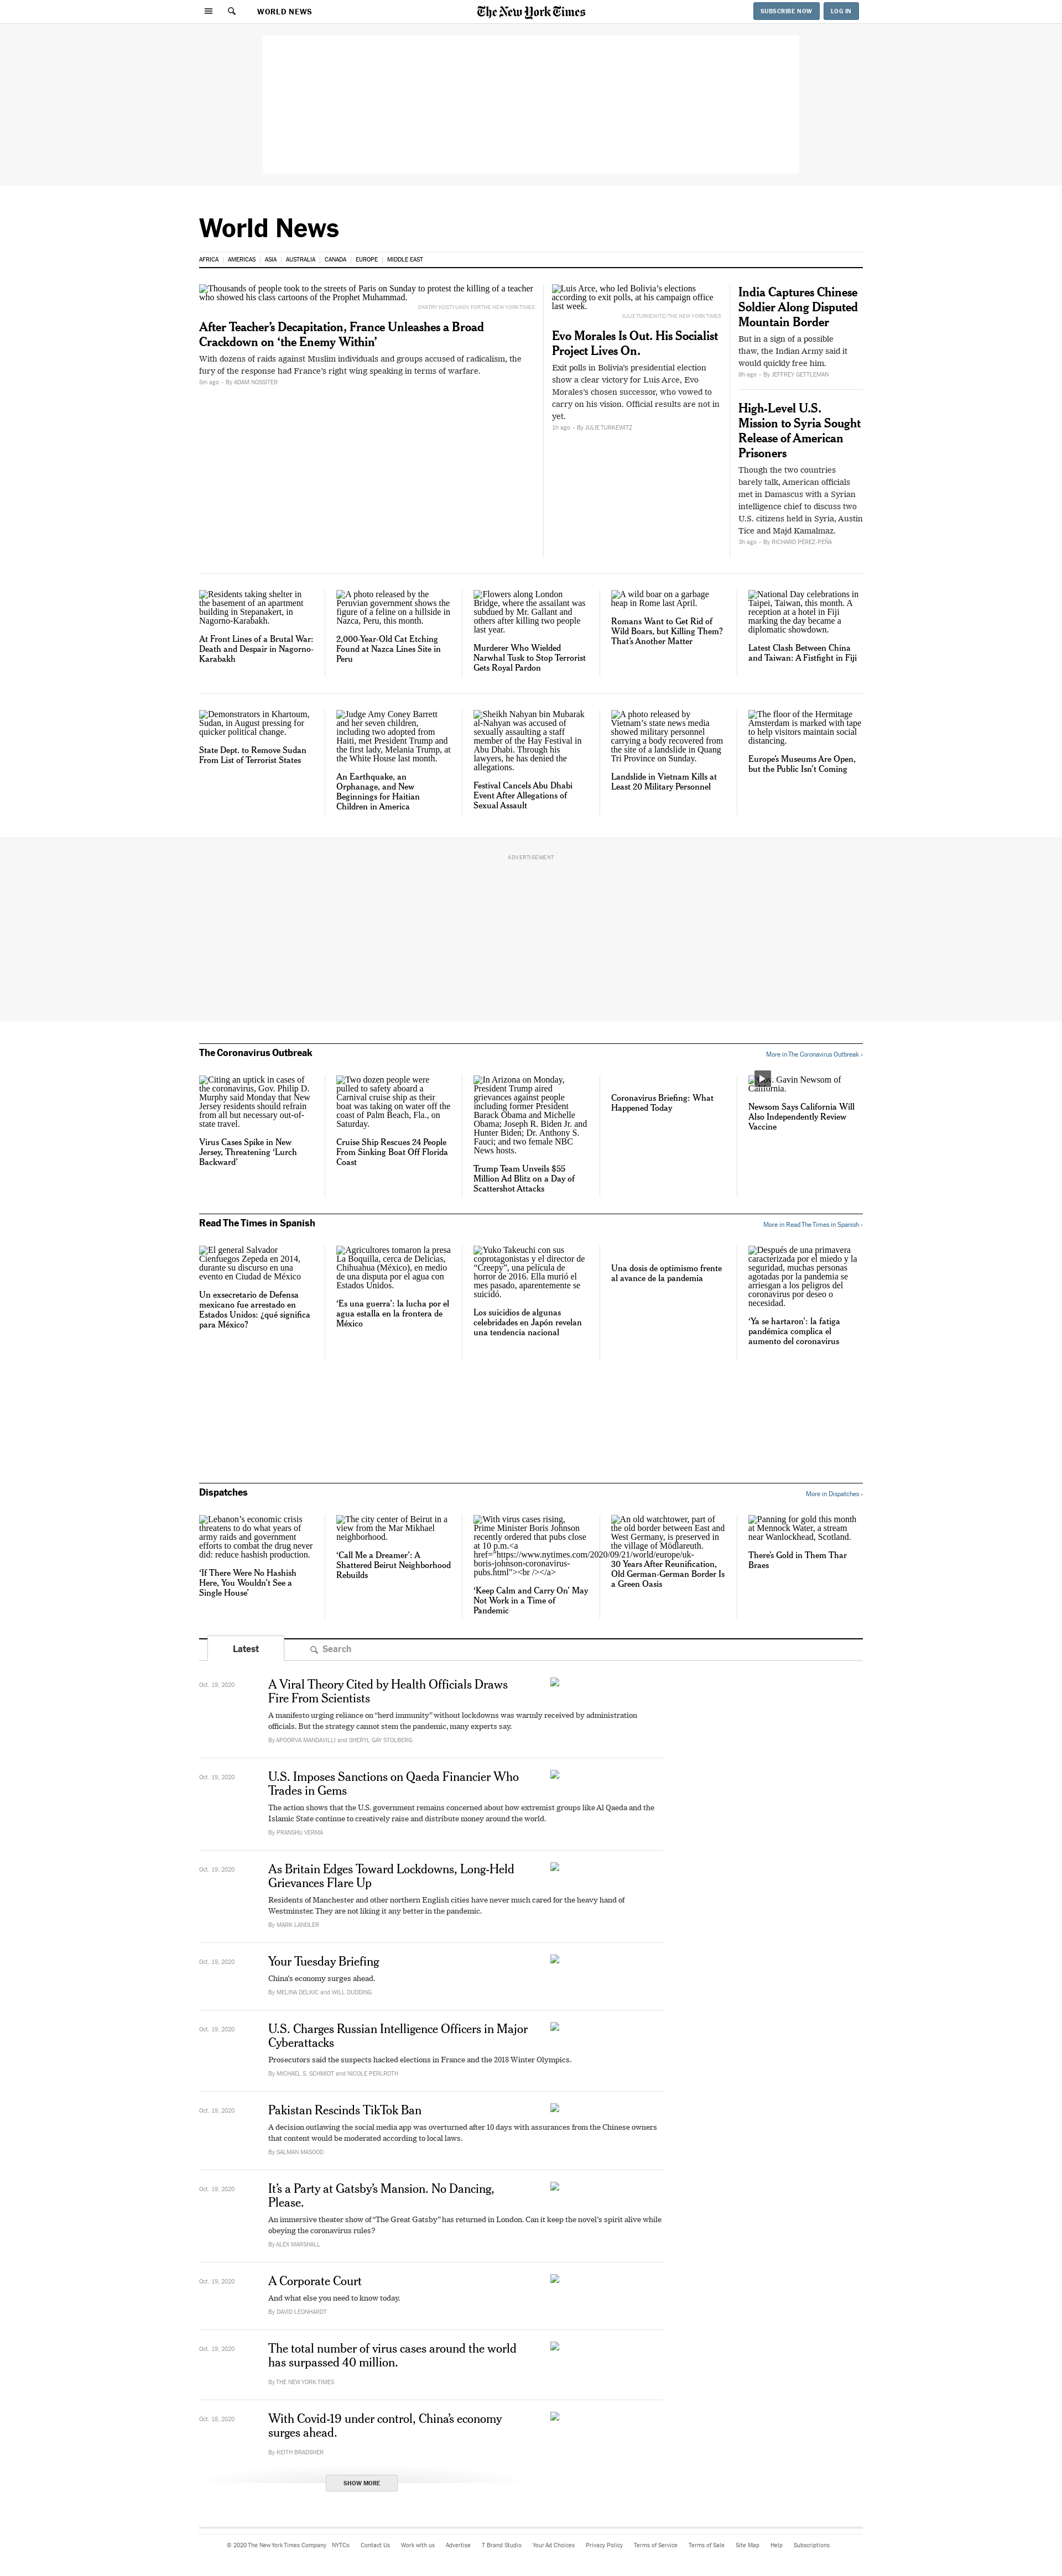 WORLD NEWS
The New York Times
SUBSCRIBE NOW
LOG IN
World News
AFRICA
AMERICAS
ASIA
AUSTRALIA
CANADA
EUROPE
MIDDLE EAST
Thousands of people took to the streets of Paris on Sunday to protest the killing of a teacher
who showed his class cartoons of the Prophet Muhammad.
DMITRY KOSTYUKOV FOR THE NEW YORK TIMES
After Teacher’s Decapitation, France Unleashes a Broad
Crackdown on ‘the Enemy Within’
With dozens of raids against Muslim individuals and groups accused of radicalism, the
fury of the response had France’s right wing speaking in terms of warfare.
5m ago
By ADAM NOSSITER
Luis Arce, who led Bolivia’s elections
according to exit polls, at his campaign office
last week.
JULIE TURKEWITZ/THE NEW YORK TIMES
Evo Morales Is Out. His Socialist
Project Lives On.
Exit polls in Bolivia’s presidential election
show a clear victory for Luis Arce, Evo
Morales’s chosen successor, who vowed to
carry on his vision. Official results are not in
yet.
1h ago
By JULIE TURKEWITZ
India Captures Chinese
Soldier Along Disputed
Mountain Border
But in a sign of a possible
thaw, the Indian Army said it
would quickly free him.
8h ago
By JEFFREY GETTLEMAN
High-Level U.S.
Mission to Syria Sought
Release of American
Prisoners
Though the two countries
barely talk, American officials
met in Damascus with a Syrian
intelligence chief to discuss two
U.S. citizens held in Syria, Austin
Tice and Majd Kamalmaz.
3h ago
By RICHARD PÉREZ-PEÑA
Residents taking shelter in
the basement of an apartment
building in Stepanakert, in
Nagorno-Karabakh.
At Front Lines of a Brutal War:
Death and Despair in Nagorno-
Karabakh
A photo released by the
Peruvian government shows the
figure of a feline on a hillside in
Nazca, Peru, this month.
2,000-Year-Old Cat Etching
Found at Nazca Lines Site in
Peru
Flowers along London
Bridge, where the assailant was
subdued by Mr. Gallant and
others after killing two people
last year.
Murderer Who Wielded
Narwhal Tusk to Stop Terrorist
Gets Royal Pardon
A wild boar on a garbage
heap in Rome last April.
Romans Want to Get Rid of
Wild Boars, but Killing Them?
That’s Another Matter
National Day celebrations in
Taipei, Taiwan, this month. A
reception at a hotel in Fiji
marking the day became a
diplomatic showdown.
Latest Clash Between China
and Taiwan: A Fistfight in Fiji
Demonstrators in Khartoum,
Sudan, in August pressing for
quicker political change.
State Dept. to Remove Sudan
From List of Terrorist States
Judge Amy Coney Barrett
and her seven children,
including two adopted from
Haiti, met President Trump and
the first lady, Melania Trump, at
the White House last month.
An Earthquake, an
Orphanage, and New
Beginnings for Haitian
Children in America
Sheikh Nahyan bin Mubarak
al-Nahyan was accused of
sexually assaulting a staff
member of the Hay Festival in
Abu Dhabi. Through his
lawyers, he has denied the
allegations.
Festival Cancels Abu Dhabi
Event After Allegations of
Sexual Assault
A photo released by
Vietnam’s state news media
showed military personnel
carrying a body recovered from
the site of a landslide in Quang
Tri Province on Sunday.
Landslide in Vietnam Kills at
Least 20 Military Personnel
The floor of the Hermitage
Amsterdam is marked with tape
to help visitors maintain social
distancing.
Europe’s Museums Are Open,
but the Public Isn’t Coming
ADVERTISEMENT
The Coronavirus Outbreak
More in The Coronavirus Outbreak ›
Citing an uptick in cases of
the coronavirus, Gov. Philip D.
Murphy said Monday that New
Jersey residents should refrain
from all but necessary out-of-
state travel.
Virus Cases Spike in New
Jersey, Threatening ‘Lurch
Backward’
Two dozen people were
pulled to safety aboard a
Carnival cruise ship as their
boat was taking on water off the
coast of Palm Beach, Fla., on
Saturday.
Cruise Ship Rescues 24 People
From Sinking Boat Off Florida
Coast
In Arizona on Monday,
President Trump aired
grievances against people
including former President
Barack Obama and Michelle
Obama; Joseph R. Biden Jr. and
Hunter Biden; Dr. Anthony S.
Fauci; and two female NBC
News hosts.
Trump Team Unveils $55
Million Ad Blitz on a Day of
Scattershot Attacks
Coronavirus Briefing: What
Happened Today
Gavin Newsom of
California.
Newsom Says California Will
Also Independently Review
Vaccine
Read The Times in Spanish
More in Read The Times in Spanish ›
El general Salvador
Cienfuegos Zepeda en 2014,
durante su discurso en un
evento en Ciudad de México
Un exsecretario de Defensa
mexicano fue arrestado en
Estados Unidos: ¿qué significa
para México?
Agricultores tomaron la presa
La Boquilla, cerca de Delicias,
Chihuahua (México), en medio
de una disputa por el agua con
Estados Unidos.
‘Es una guerra’: la lucha por el
agua estalla en la frontera de
México
Yuko Takeuchi con sus
coprotagonistas y el director de
“Creepy”, una película de
horror de 2016. Ella murió el
mes pasado, aparentemente se
suicidó.
Los suicidios de algunas
celebridades en Japón revelan
una tendencia nacional
Una dosis de optimismo frente
al avance de la pandemia
Después de una primavera
caracterizada por el miedo y la
seguridad, muchas personas
agotadas por la pandemia se
arriesgan a los peligros del
coronavirus por deseo o
necesidad.
‘Ya se hartaron’: la fatiga
pandémica complica el
aumento del coronavirus
Dispatches
More in Dispatches ›
Lebanon’s economic crisis
threatens to do what years of
army raids and government
efforts to combat the drug never
did: reduce hashish production.
‘If There Were No Hashish
Here, You Wouldn’t See a
Single House’
The city center of Beirut in a
view from the Mar Mikhael
neighborhood.
‘Call Me a Dreamer’: A
Shattered Beirut Neighborhood
Rebuilds
With virus cases rising,
Prime Minister Boris Johnson
recently ordered that pubs close
at 10 p.m.<a
href="https://www.nytimes.com/2020/09/21/world/europe/uk-
boris-johnson-coronavirus-
pubs.html"><br /></a>
‘Keep Calm and Carry On’ May
Not Work in a Time of
Pandemic
An old watchtower, part of
the old border between East and
West Germany, is preserved in
the village of Mödlareuth.
30 Years After Reunification,
Old German-German Border Is
a Green Oasis
Panning for gold this month
at Mennock Water, a stream
near Wanlockhead, Scotland.
There’s Gold in Them Thar
Braes
Latest
Search
Oct. 19, 2020
A Viral Theory Cited by Health Officials Draws
Fire From Scientists
A manifesto urging reliance on “herd immunity” without lockdowns was warmly received by administration
officials. But the strategy cannot stem the pandemic, many experts say.
By APOORVA MANDAVILLI and SHERYL GAY STOLBERG
Oct. 19, 2020
U.S. Imposes Sanctions on Qaeda Financier Who
Trades in Gems
The action shows that the U.S. government remains concerned about how extremist groups like Al Qaeda and the
Islamic State continue to creatively raise and distribute money around the world.
By PRANSHU VERMA
Oct. 19, 2020
As Britain Edges Toward Lockdowns, Long-Held
Grievances Flare Up
Residents of Manchester and other northern English cities have never much cared for the heavy hand of
Westminster. They are not liking it any better in the pandemic.
By MARK LANDLER
Oct. 19, 2020
Your Tuesday Briefing
China’s economy surges ahead.
By MELINA DELKIC and WILL DUDDING
Oct. 19, 2020
U.S. Charges Russian Intelligence Officers in Major
Cyberattacks
Prosecutors said the suspects hacked elections in France and the 2018 Winter Olympics.
By MICHAEL S. SCHMIDT and NICOLE PERLROTH
Oct. 19, 2020
Pakistan Rescinds TikTok Ban
A decision outlawing the social media app was overturned after 10 days with assurances from the Chinese owners
that content would be moderated according to local laws.
By SALMAN MASOOD
Oct. 19, 2020
It’s a Party at Gatsby’s Mansion. No Dancing,
Please.
An immersive theater show of “The Great Gatsby” has returned in London. Can it keep the novel’s spirit alive while
obeying the coronavirus rules?
By ALEX MARSHALL
Oct. 19, 2020
A Corporate Court
And what else you need to know today.
By DAVID LEONHARDT
Oct. 19, 2020
The total number of virus cases around the world
has surpassed 40 million.
By THE NEW YORK TIMES
Oct. 18, 2020
With Covid-19 under control, China’s economy
surges ahead.
By KEITH BRADSHER
SHOW MORE
© 2020 The New York Times Company
NYTCo
Contact Us
Work with us
Advertise
T Brand Studio
Your Ad Choices
Privacy Policy
Terms of Service
Terms of Sale
Site Map
Help
Subscriptions